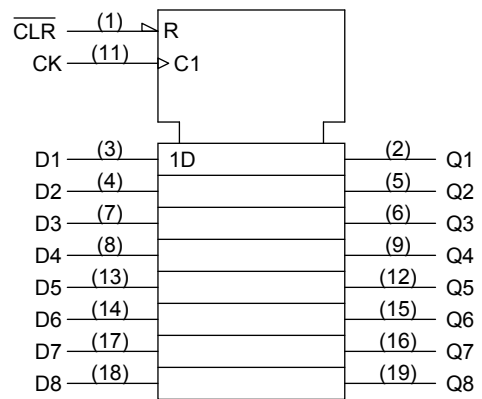 C̅L̅R̅ (1) R
CK (11) C1
D1 (3) 1D (2) Q1
D2 (4) (5) Q2
D3 (7) (6) Q3
D4 (8) (9) Q4
D5 (13) (12) Q5
D6 (14) (15) Q6
D7 (17) (16) Q7
D8 (18) (19) Q8